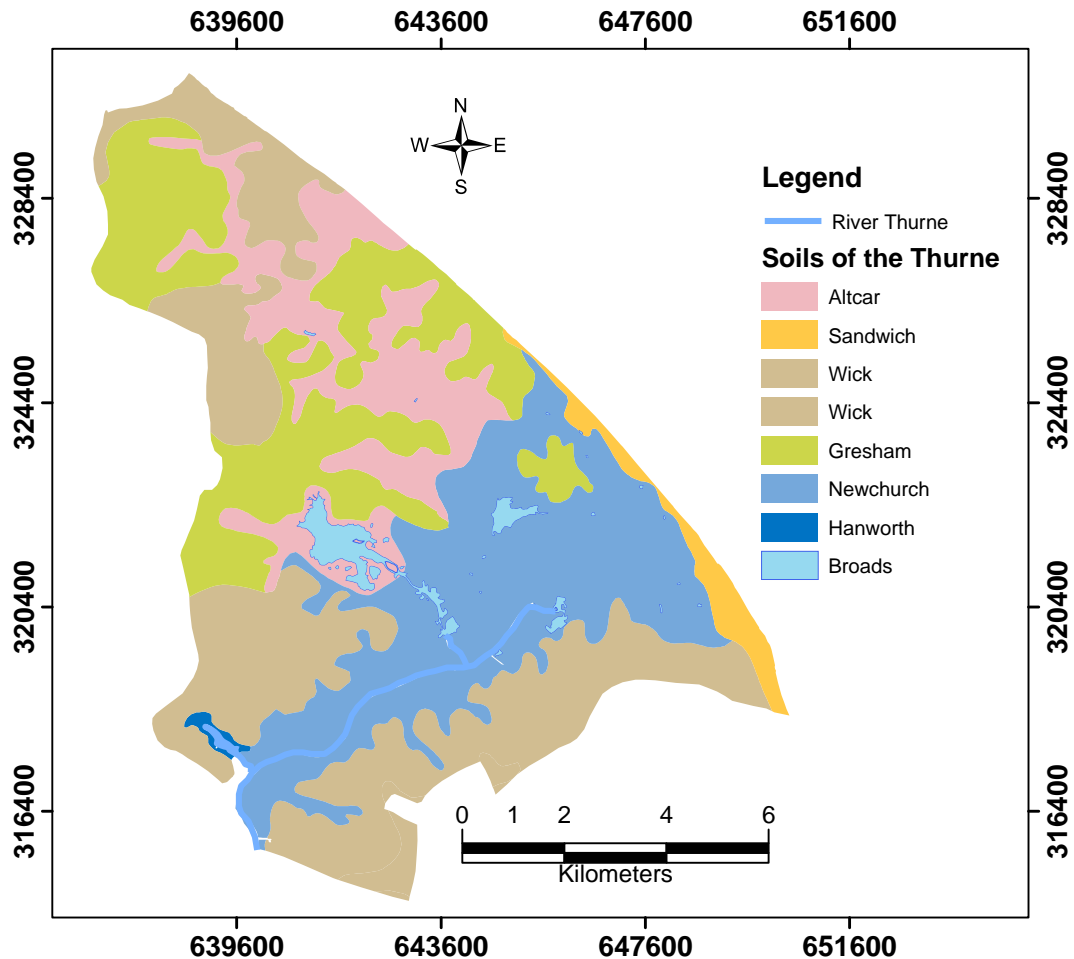 639600 643600 647600 651600
N
W E
S
328400 328400
324400 324400
320400 320400
316400 316400
Legend
River Thurne
Soils of the Thurne
Altcar
Sandwich
Wick
Wick
Gresham
Newchurch
Hanworth
Broads
0 1 2 4 6
Kilometers
639600 643600 647600 651600